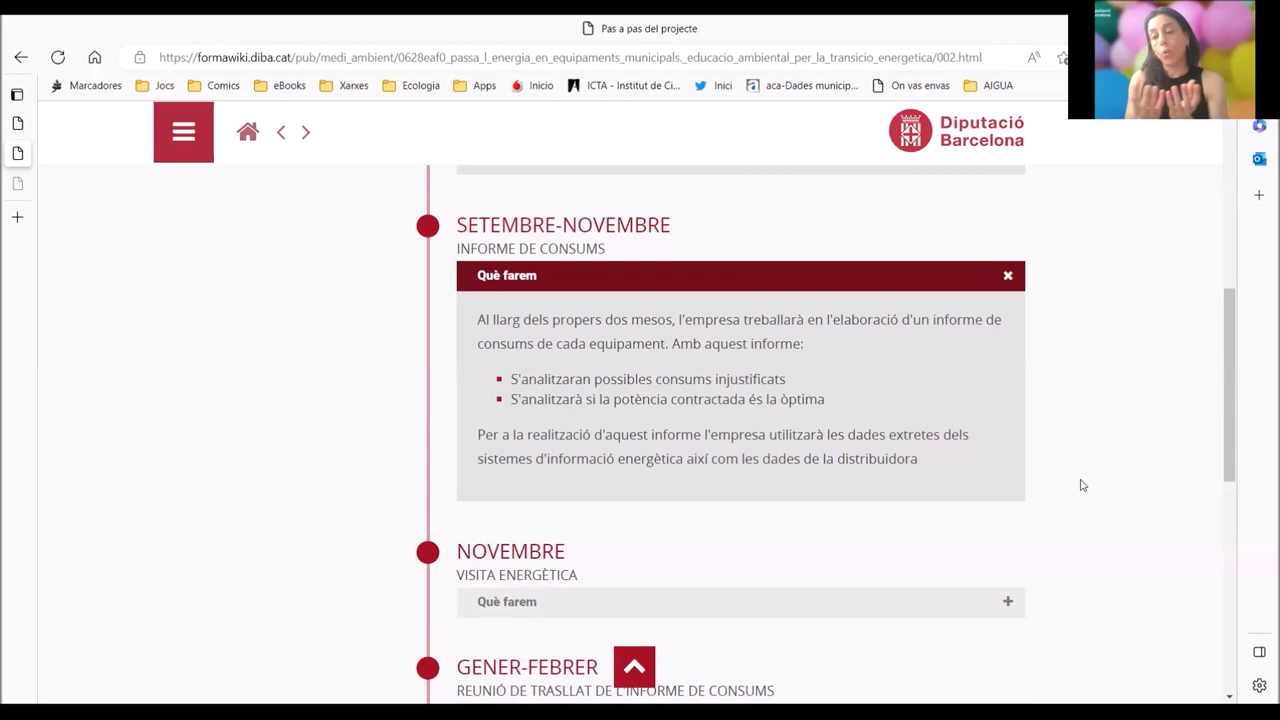 Pas a pas del projecte
https://formawiki.diba.cat/pub/medi_ambient/0628eaf0_papa_l_energia_en_equipaments_municipals._educacio_ambiental_per_la_transicio_energetica/002.html
Marcadores Jocs Comics eBooks Xarxes Ecologia Apps Inicio ICTA - Institut de Ci... Inici aca-Dades municip... On vas envas AIGUA
Diputació
Barcelona
Diputació
Barcelona
SETEMBRE-NOVEMBRE
INFORME DE CONSUMS
Què farem
Al llarg dels propers dos mesos, l'empresa treballarà en l'elaboració d'un informe de
consums de cada equipament. Amb aquest informe:
S'analitzaran possibles consums injustificats
S'analitzarà si la potència contractada és la òptima
Per a la realització d'aquest informe l'empresa utilitzarà les dades extretes dels
sistemes d'informació energètica així com les dades de la distribuidora
NOVEMBRE
VISITA ENERGÈTICA
Què farem
GENER-FEBRER
REUNIÓ DE TRASLLAT DE L'INFORME DE CONSUMS